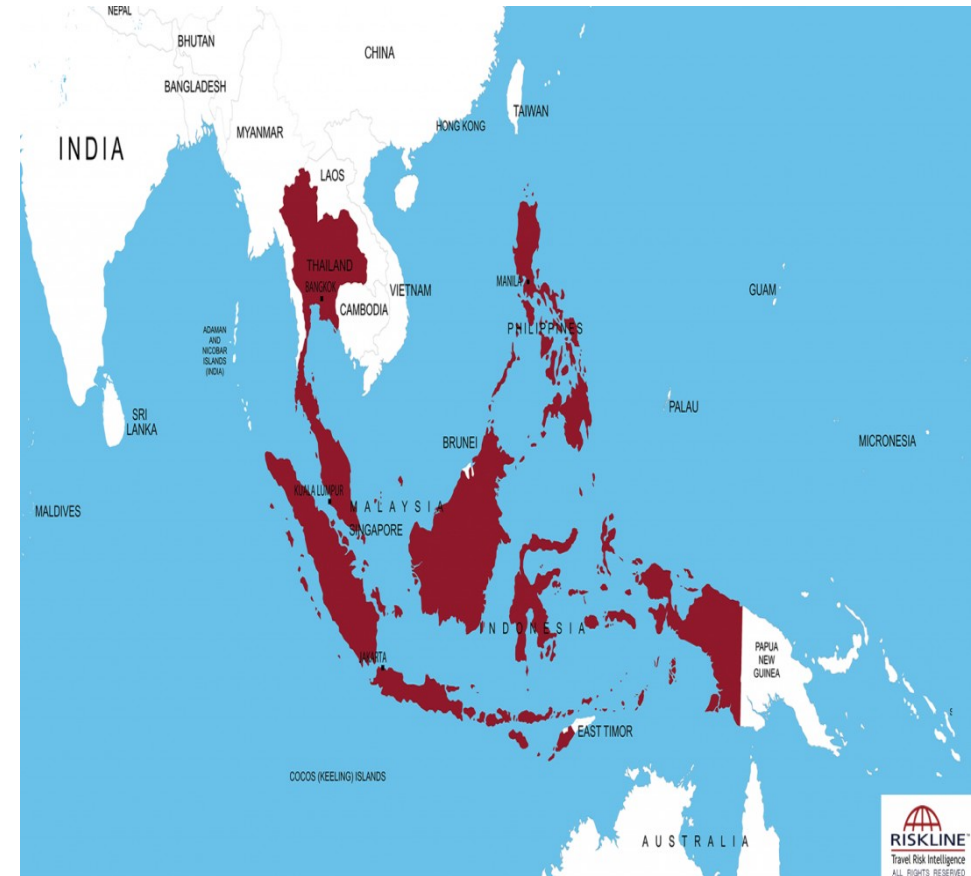 NEPAL
BHUTAN
CHINA
BANGLADESH
TAIWAN
HONG KONG
MYANMAR
INDIA
LAOS
THAILAND
BANGKOK
MANILA
VIETNAM
GUAM
CAMBODIA
PHILIPPINES
ADAMAN
AND
NICOBAR
ISLANDS
(INDIA)
SRI
LANKA
PALAU
BRUNEI
MICRONESIA
KUALA LUMPUR
MALAYSIA
MALDIVES
SINGAPORE
INDONESIA
JAKARTA
PAPUA
NEW
GUINEA
EAST TIMOR
COCOS (KEELING) ISLANDS
AUSTRALIA
RISKLINE
Travel Risk Intelligence
ALL RIGHTS RESERVED